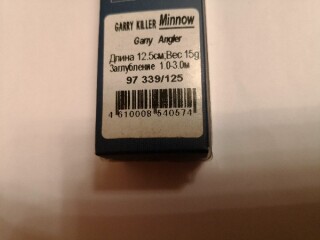 GARRY KILLER Minnow
Garry Angler
Длина 12.5см,Вес 15g
Заглубление 1.0-3.0м
97 339/125
4 610008 540574